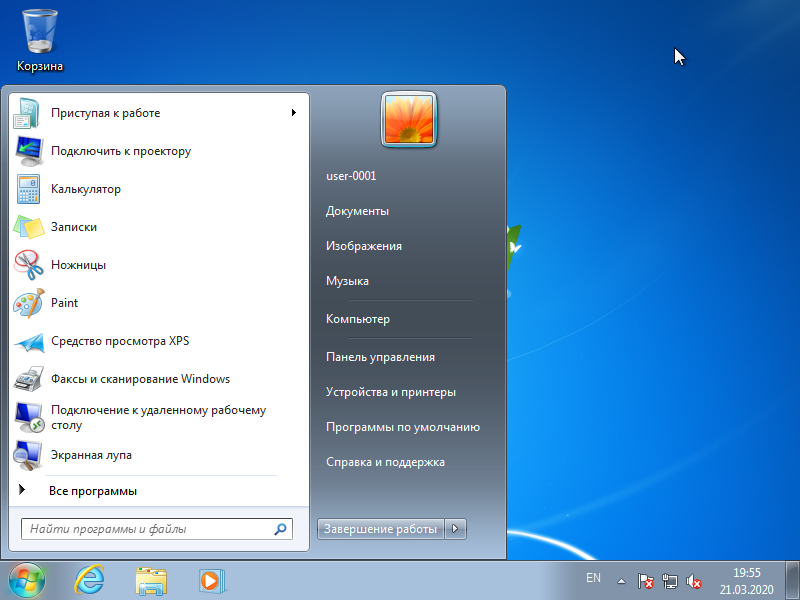 Корзина
Приступая к работе
Подключить к проектору
Калькулятор
Записки
Ножницы
Paint
Средство просмотра XPS
Факсы и сканирование Windows
Подключение к удаленному рабочему
столу
Экранная лупа
Все программы
Найти программы и файлы
user-0001
Документы
Изображения
Музыка
Компьютер
Панель управления
Устройства и принтеры
Программы по умолчанию
Справка и поддержка
Завершение работы
EN
19:55
21.03.2020